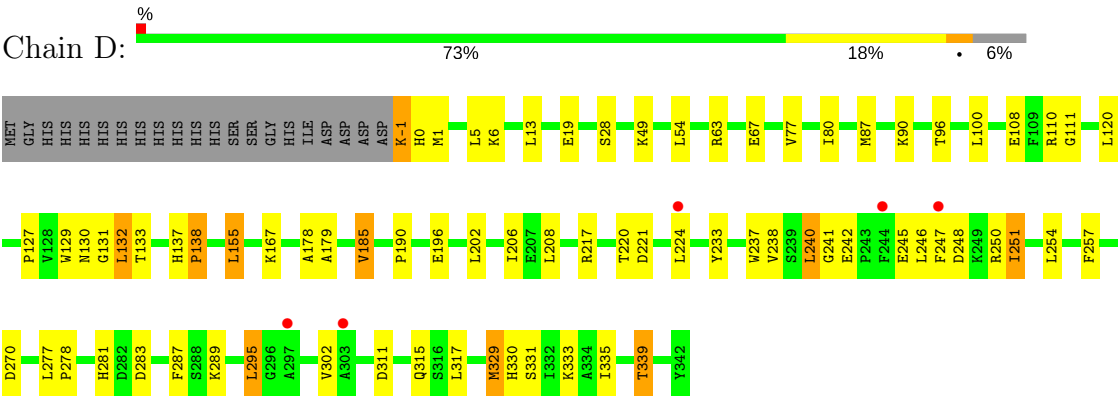 %
Chain D:
73% 18% • 6%
MET GLY HIS HIS HIS HIS HIS HIS HIS HIS HIS HIS SER SER GLY HIS ILE ASP ASP ASP ASP K-1 H0 M1 L5 K6 L13 E19 S28 K49 L54 R63 E67 V77 I80 M87 K90 T96 L100 E108 F109 R110 G111 L120
P127 V128 W129 N130 G131 L132 T133 H137 P138 L155 K167 A178 A179 V185 P190 E196 L202 I206 E207 L208 R217 T220 D221 L224 Y233 W237 V238 S239 L240 G241 E242 P243 F244 E245 L246 F247 D248 K249 R250 I251 L254 F257
D270 L277 P278 H281 D282 D283 F287 S288 K289 L295 G296 A297 V302 A303 D311 Q315 S316 L317 M329 H330 S331 I332 K333 A334 I335 T339 Y342